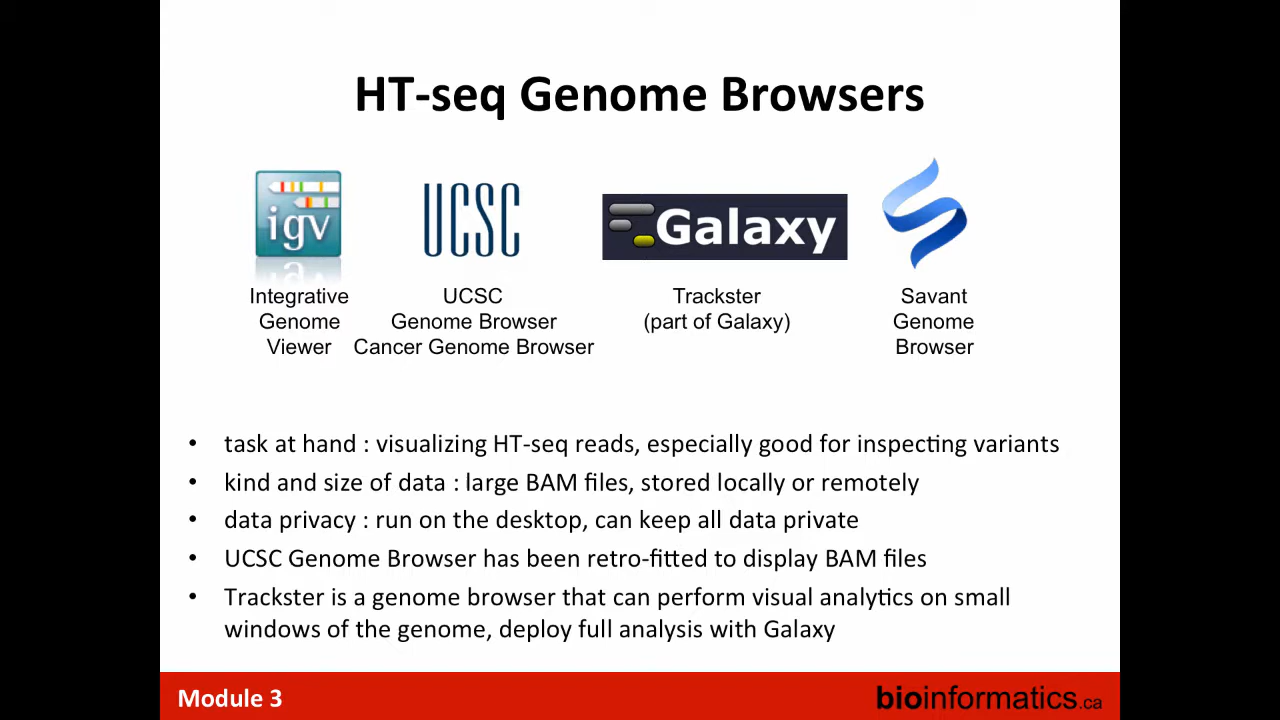 HT-seq Genome Browsers
igv
UCSC
Galaxy
Integrative
Genome
Viewer
UCSC
Genome Browser
Cancer Genome Browser
Trackster
(part of Galaxy)
Savant
Genome
Browser
• task at hand : visualizing HT-seq reads, especially good for inspecting variants
• kind and size of data : large BAM files, stored locally or remotely
• data privacy : run on the desktop, can keep all data private
• UCSC Genome Browser has been retro-fitted to display BAM files
• Trackster is a genome browser that can perform visual analytics on small
windows of the genome, deploy full analysis with Galaxy
Module 3
bioinformatics.ca